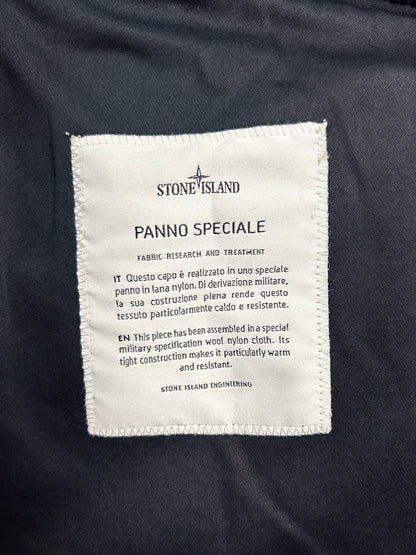 STONE ISLAND
PANNO SPECIALE
FABRIC RESEARCH AND TREATMENT
IT Questo capo è realizzato in uno speciale
panno in lana nylon. Di derivazione militare,
la sua costruzione piena rende questo
tessuto particolarmente caldo e resistente.
EN This piece has been assembled in a special
military specification wool nylon cloth. Its
tight construction makes it particularly warm
and resistant.
STONE ISLAND ENGINEERING